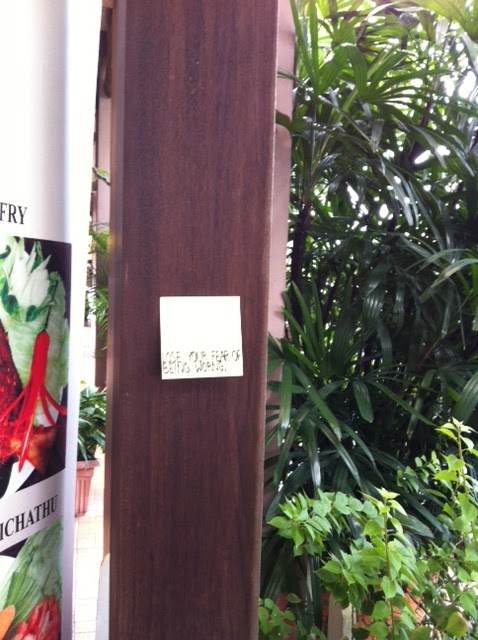 FRY
LOSE YOUR FEAR OF
BEING WRONG.
ICHATHU